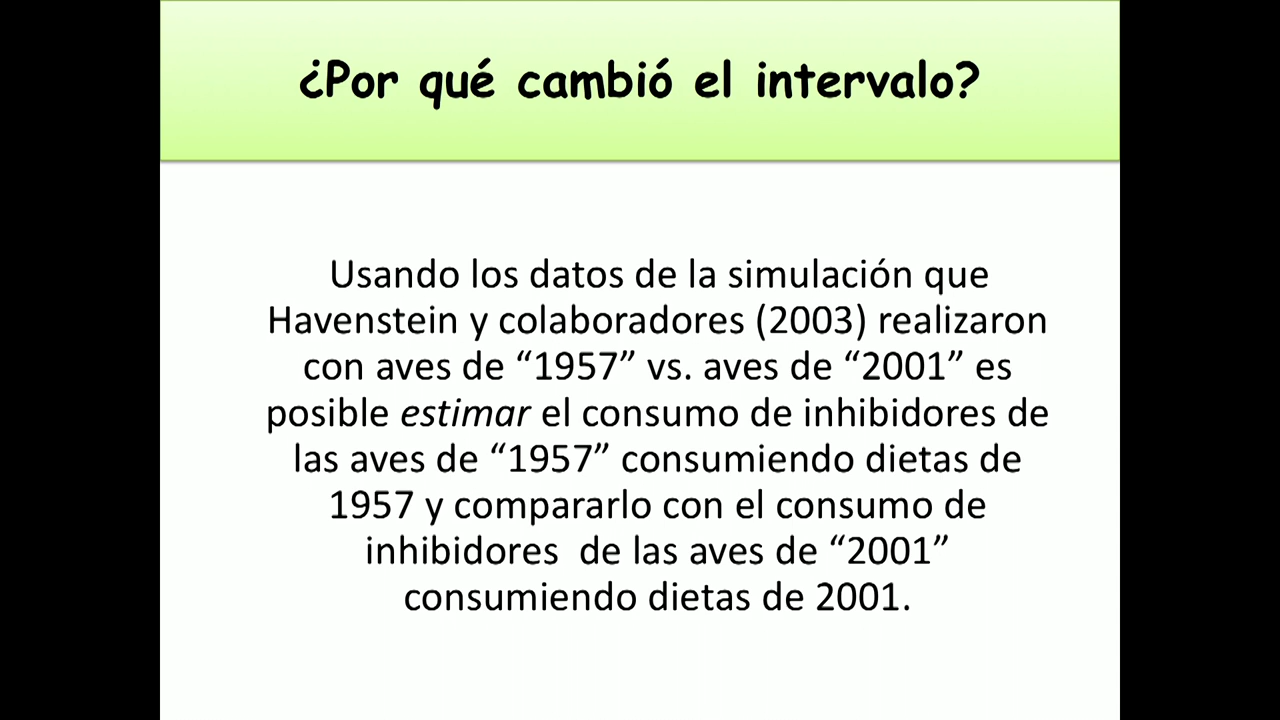 ¿Por qué cambió el intervalo?
Usando los datos de la simulación que
Havenstein y colaboradores (2003) realizaron
con aves de “1957” vs. aves de “2001” es
posible estimar el consumo de inhibidores de
las aves de “1957” consumiendo dietas de
1957 y compararlo con el consumo de
inhibidores  de las aves de “2001”
consumiendo dietas de 2001.